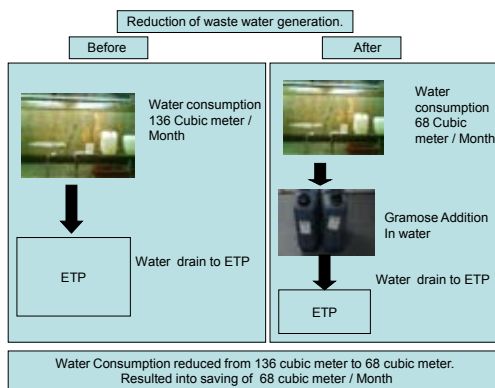 Reduction of waste water generation.
Before
After
Water consumption
136 Cubic meter /
Month
Water drain to ETP
ETP
Water
consumption
68 Cubic
meter / Month
Gramose Addition
In water
Water drain to ETP
ETP
Water Consumption reduced from 136 cubic meter to 68 cubic meter.
Resulted into saving of 68 cubic meter / Month